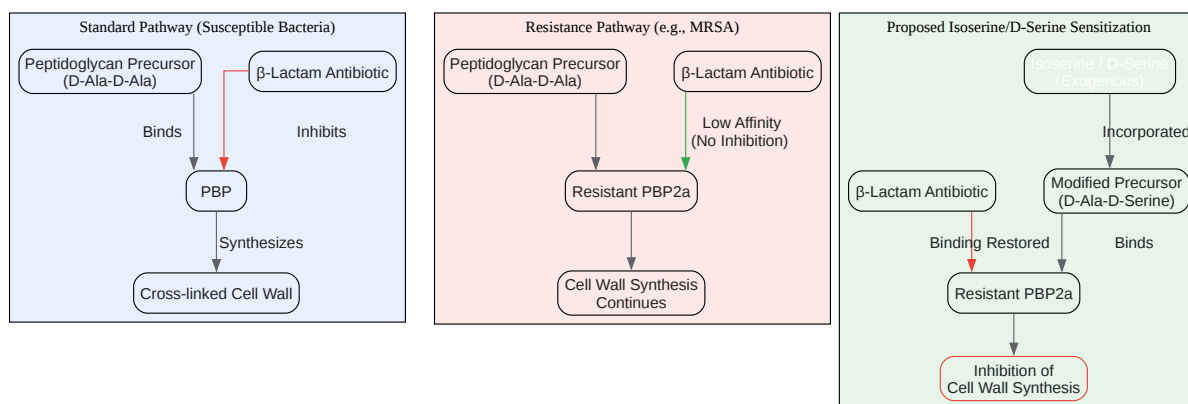 Standard Pathway (Susceptible Bacteria)
Peptidoglycan Precursor
(D-Ala-D-Ala)
β-Lactam Antibiotic
Binds
Inhibits
PBP
Synthesizes
Cross-linked Cell Wall
Resistance Pathway (e.g., MRSA)
Peptidoglycan Precursor
(D-Ala-D-Ala)
β-Lactam Antibiotic
Low Affinity
(No Inhibition)
Resistant PBP2a
Cell Wall Synthesis
Continues
Proposed Isoserine/D-Serine Sensitization
Isoserine / D-Serine
(Exogenous)
Incorporated
β-Lactam Antibiotic
Modified Precursor
(D-Ala-D-Serine)
Binding Restored
Binds
Resistant PBP2a
Inhibition of
Cell Wall Synthesis